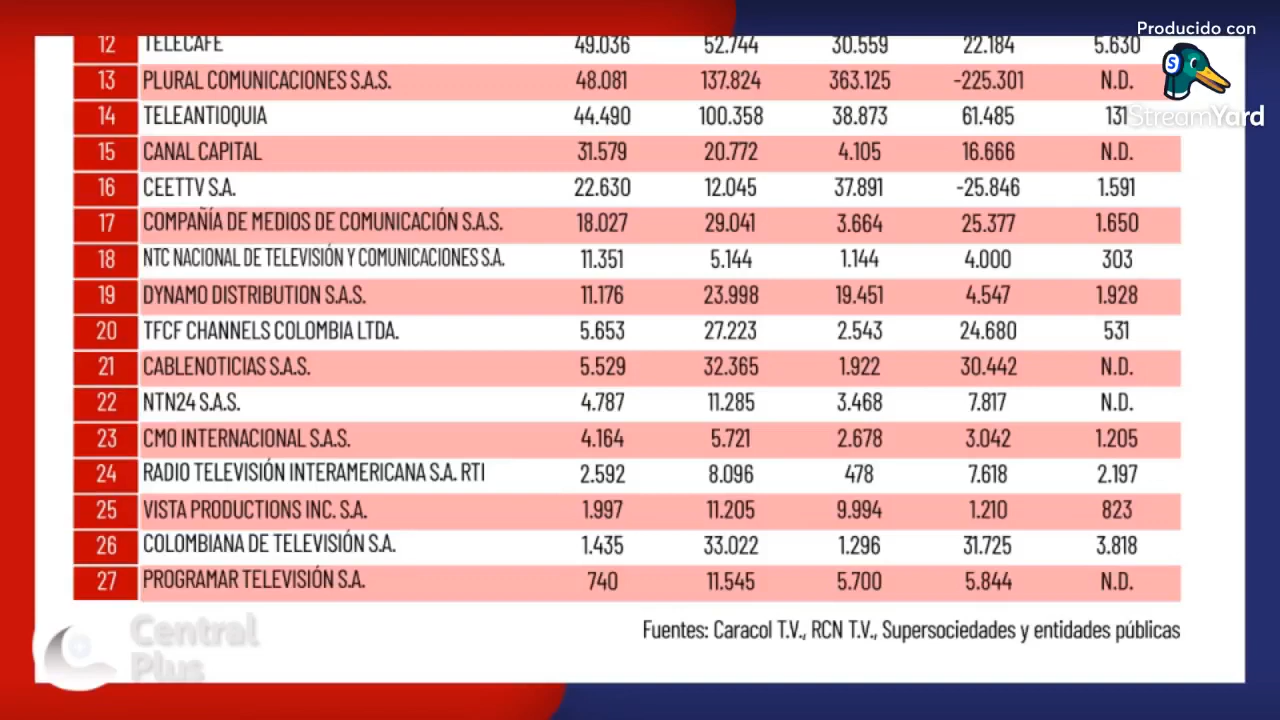 Producido con
StreamYard
12 TELECAFÉ 49.036 52.744 30.559 22.184 5.630
13 PLURAL COMUNICACIONES S.A.S. 48.081 137.824 363.125 -225.301 N.D.
14 TELEANTIOQUIA 44.490 100.358 38.873 61.485 131
15 CANAL CAPITAL 31.579 20.772 4.105 16.666 N.D.
16 CEETTV S.A. 22.630 12.045 37.891 -25.846 1.591
17 COMPAÑÍA DE MEDIOS DE COMUNICACIÓN S.A.S. 18.027 29.041 3.664 25.377 1.650
18 NTC NACIONAL DE TELEVISIÓN Y COMUNICACIONES S.A. 11.351 5.144 1.144 4.000 303
19 DYNAMO DISTRIBUTION S.A.S. 11.176 23.998 19.451 4.547 1.928
20 TFCF CHANNELS COLOMBIA LTDA. 5.653 27.223 2.543 24.680 531
21 CABLENOTICIAS S.A.S. 5.529 32.365 1.922 30.442 N.D.
22 NTN24 S.A.S. 4.787 11.285 3.468 7.817 N.D.
23 CMO INTERNACIONAL S.A.S. 4.164 5.721 2.678 3.042 1.205
24 RADIO TELEVISIÓN INTERAMERICANA S.A. RTI 2.592 8.096 478 7.618 2.197
25 VISTA PRODUCTIONS INC. S.A. 1.997 11.205 9.994 1.210 823
26 COLOMBIANA DE TELEVISIÓN S.A. 1.435 33.022 1.296 31.725 3.818
27 PROGRAMAR TELEVISIÓN S.A. 740 11.545 5.700 5.844 N.D.
Fuentes: Caracol T.V., RCN T.V., Supersociedades y entidades públicas
Central
Plus